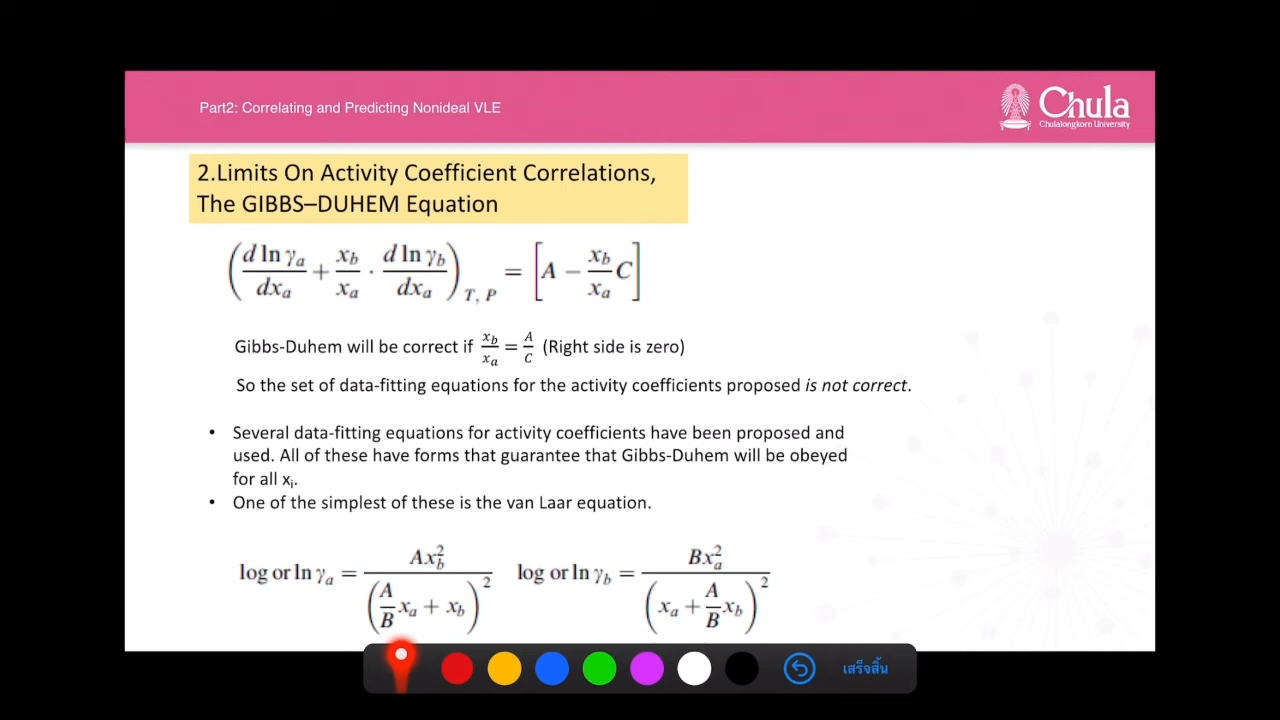 Part2: Correlating and Predicting Nonideal VLE
Chula
Chulalongkorn University
2.Limits On Activity Coefficient Correlations,
The GIBBS–DUHEM Equation
(d ln γa/dxa + xb/xa · d ln γb/dxa)T, P = [A − xb/xa C]
Gibbs-Duhem will be correct if xb/xa = A/C (Right side is zero)
So the set of data-fitting equations for the activity coefficients proposed is not correct.
• Several data-fitting equations for activity coefficients have been proposed and
used. All of these have forms that guarantee that Gibbs-Duhem will be obeyed
for all xi.
• One of the simplest of these is the van Laar equation.
log or ln γa = Axb²/(A/B xa + xb)² log or ln γb = Bxa²/(xa + A/B xb)²
เสร็จสิ้น